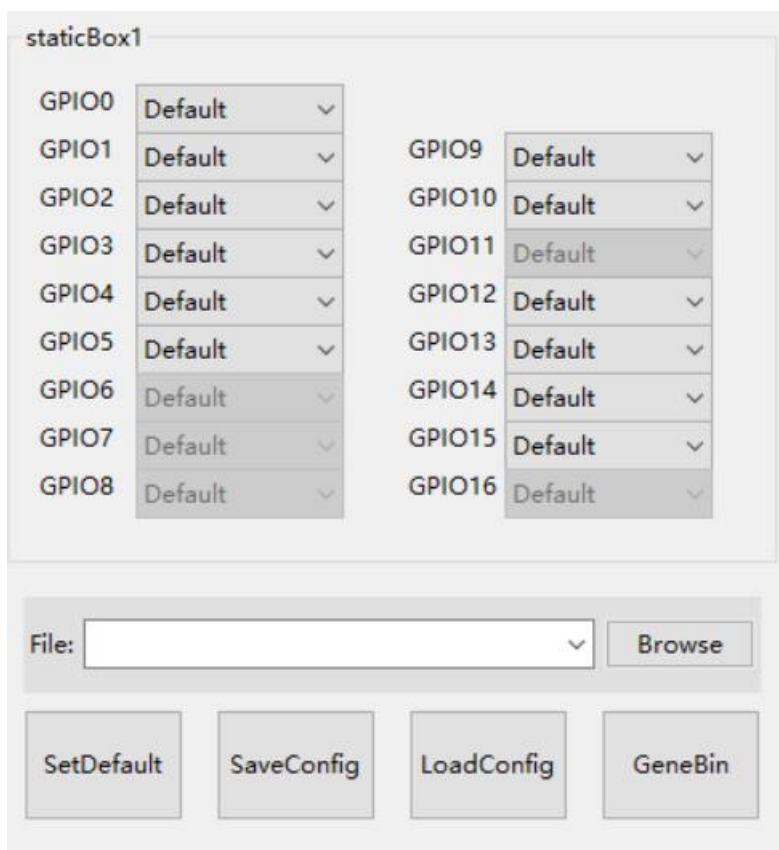 staticBox1
GPIO0 Default
GPIO1 Default GPIO9 Default
GPIO2 Default GPIO10 Default
GPIO3 Default GPIO11 Default
GPIO4 Default GPIO12 Default
GPIO5 Default GPIO13 Default
GPIO6 Default GPIO14 Default
GPIO7 Default GPIO15 Default
GPIO8 Default GPIO16 Default
File: Browse
SetDefault SaveConfig LoadConfig GeneBin